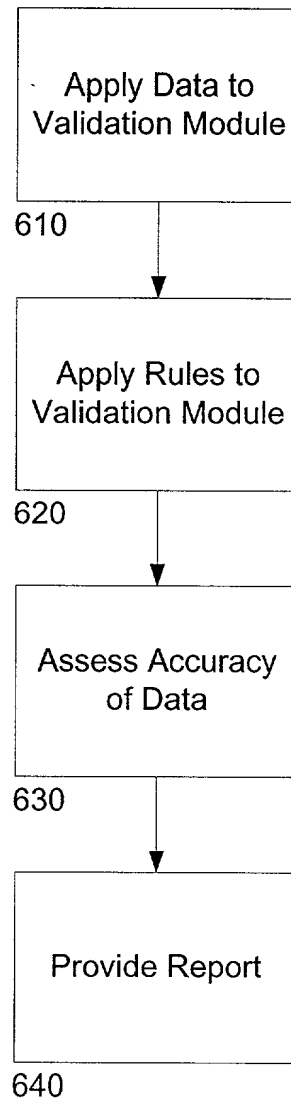 Apply Data to
Validation Module
610
Apply Rules to
Validation Module
620
Assess Accuracy
of Data
630
Provide Report
640